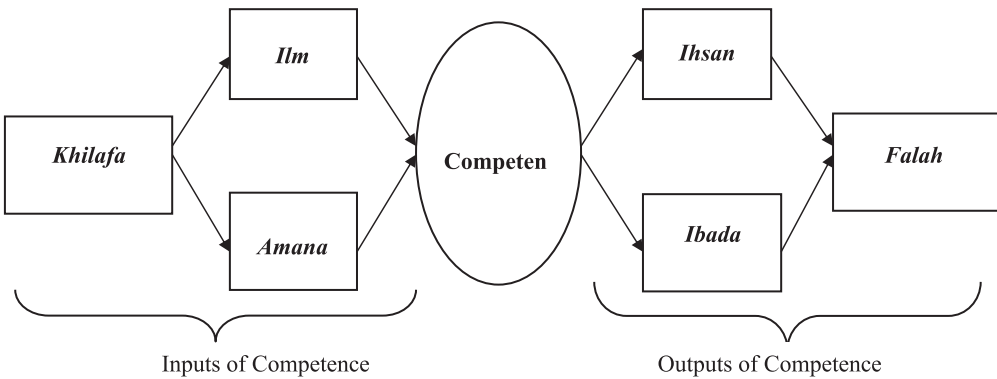 Ilm
Ihsan
Khilafa
Competen
Falah
Amana
Ibada
Inputs of Competence
Outputs of Competence